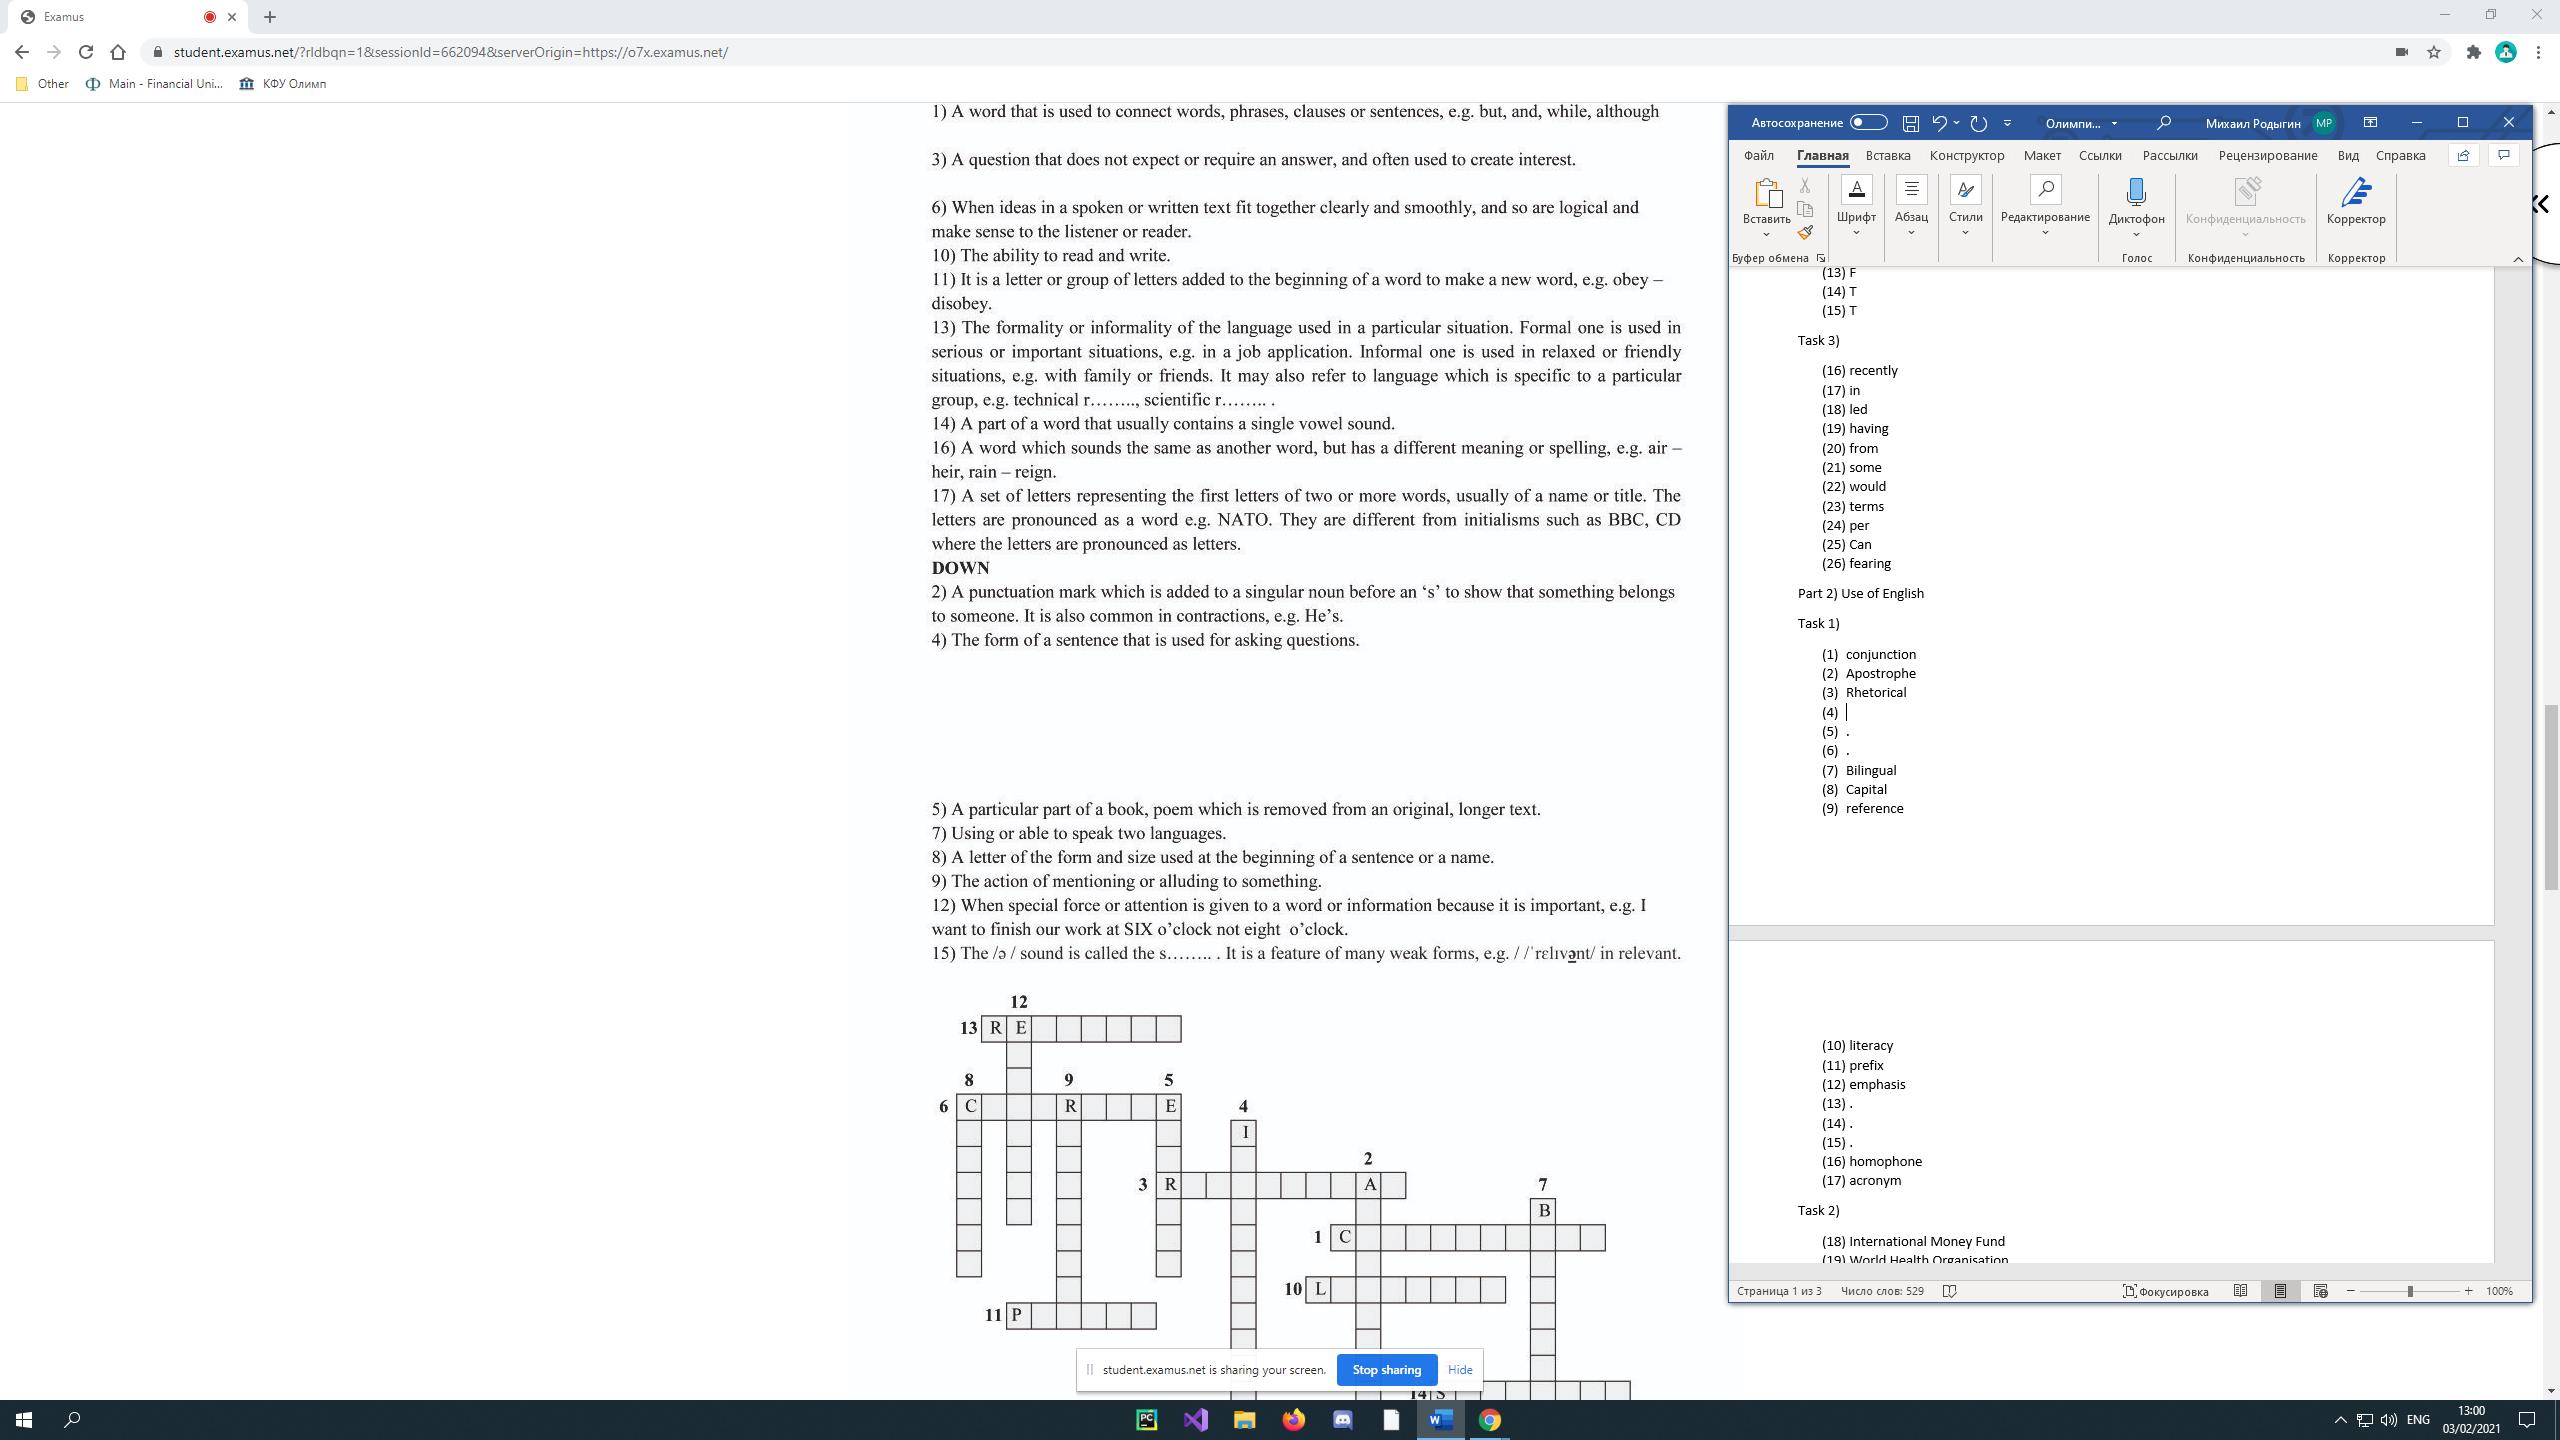 Examus
student.examus.net/?rldbqn=1&sessionId=662094&serverOrigin=https://o7x.examus.net/
Other
Main - Financial Uni...
КФУ Олимп
1) A word that is used to connect words, phrases, clauses or sentences, e.g. but, and, while, although
3) A question that does not expect or require an answer, and often used to create interest.
6) When ideas in a spoken or written text fit together clearly and smoothly, and so are logical and
make sense to the listener or reader.
10) The ability to read and write.
11) It is a letter or group of letters added to the beginning of a word to make a new word, e.g. obey –
disobey.
13) The formality or informality of the language used in a particular situation. Formal one is used in
serious or important situations, e.g. in a job application. Informal one is used in relaxed or friendly
situations, e.g. with family or friends. It may also refer to language which is specific to a particular
group, e.g. technical r…….., scientific r…….. .
14) A part of a word that usually contains a single vowel sound.
16) A word which sounds the same as another word, but has a different meaning or spelling, e.g. air –
heir, rain – reign.
17) A set of letters representing the first letters of two or more words, usually of a name or title. The
letters are pronounced as a word e.g. NATO. They are different from initialisms such as BBC, CD
where the letters are pronounced as letters.
DOWN
2) A punctuation mark which is added to a singular noun before an ‘s’ to show that something belongs
to someone. It is also common in contractions, e.g. He’s.
4) The form of a sentence that is used for asking questions.
5) A particular part of a book, poem which is removed from an original, longer text.
7) Using or able to speak two languages.
8) A letter of the form and size used at the beginning of a sentence or a name.
9) The action of mentioning or alluding to something.
12) When special force or attention is given to a word or information because it is important, e.g. I
want to finish our work at SIX o’clock not eight o’clock.
15) The /ə / sound is called the s…….. . It is a feature of many weak forms, e.g. / /ˈrɛlɪvənt/ in relevant.
12
13 R E
8 9 5
6 C R E 4
I
2
3 R A 7
B
1 C
10 L
11 P
14 S
student.examus.net is sharing your screen.
Stop sharing
Hide
Автосохранение
Олимпи...
Михаил Родыгин
МР
Файл
Главная
Вставка
Конструктор
Макет
Ссылки
Рассылки
Рецензирование
Вид
Справка
Вставить
Шрифт
Абзац
Стили
Редактирование
Диктофон
Конфиденциальность
Корректор
Буфер обмена
Голос
Конфиденциальность
Корректор
(13) F
(14) T
(15) T
Task 3)
(16) recently
(17) in
(18) led
(19) having
(20) from
(21) some
(22) would
(23) terms
(24) per
(25) Can
(26) fearing
Part 2) Use of English
Task 1)
(1) conjunction
(2) Apostrophe
(3) Rhetorical
(4)
(5) .
(6) .
(7) Bilingual
(8) Capital
(9) reference
(10) literacy
(11) prefix
(12) emphasis
(13) .
(14) .
(15) .
(16) homophone
(17) acronym
Task 2)
(18) International Money Fund
(19) World Health Organisation
Страница 1 из 3
Число слов: 529
Фокусировка
100%
ENG
13:00
03/02/2021